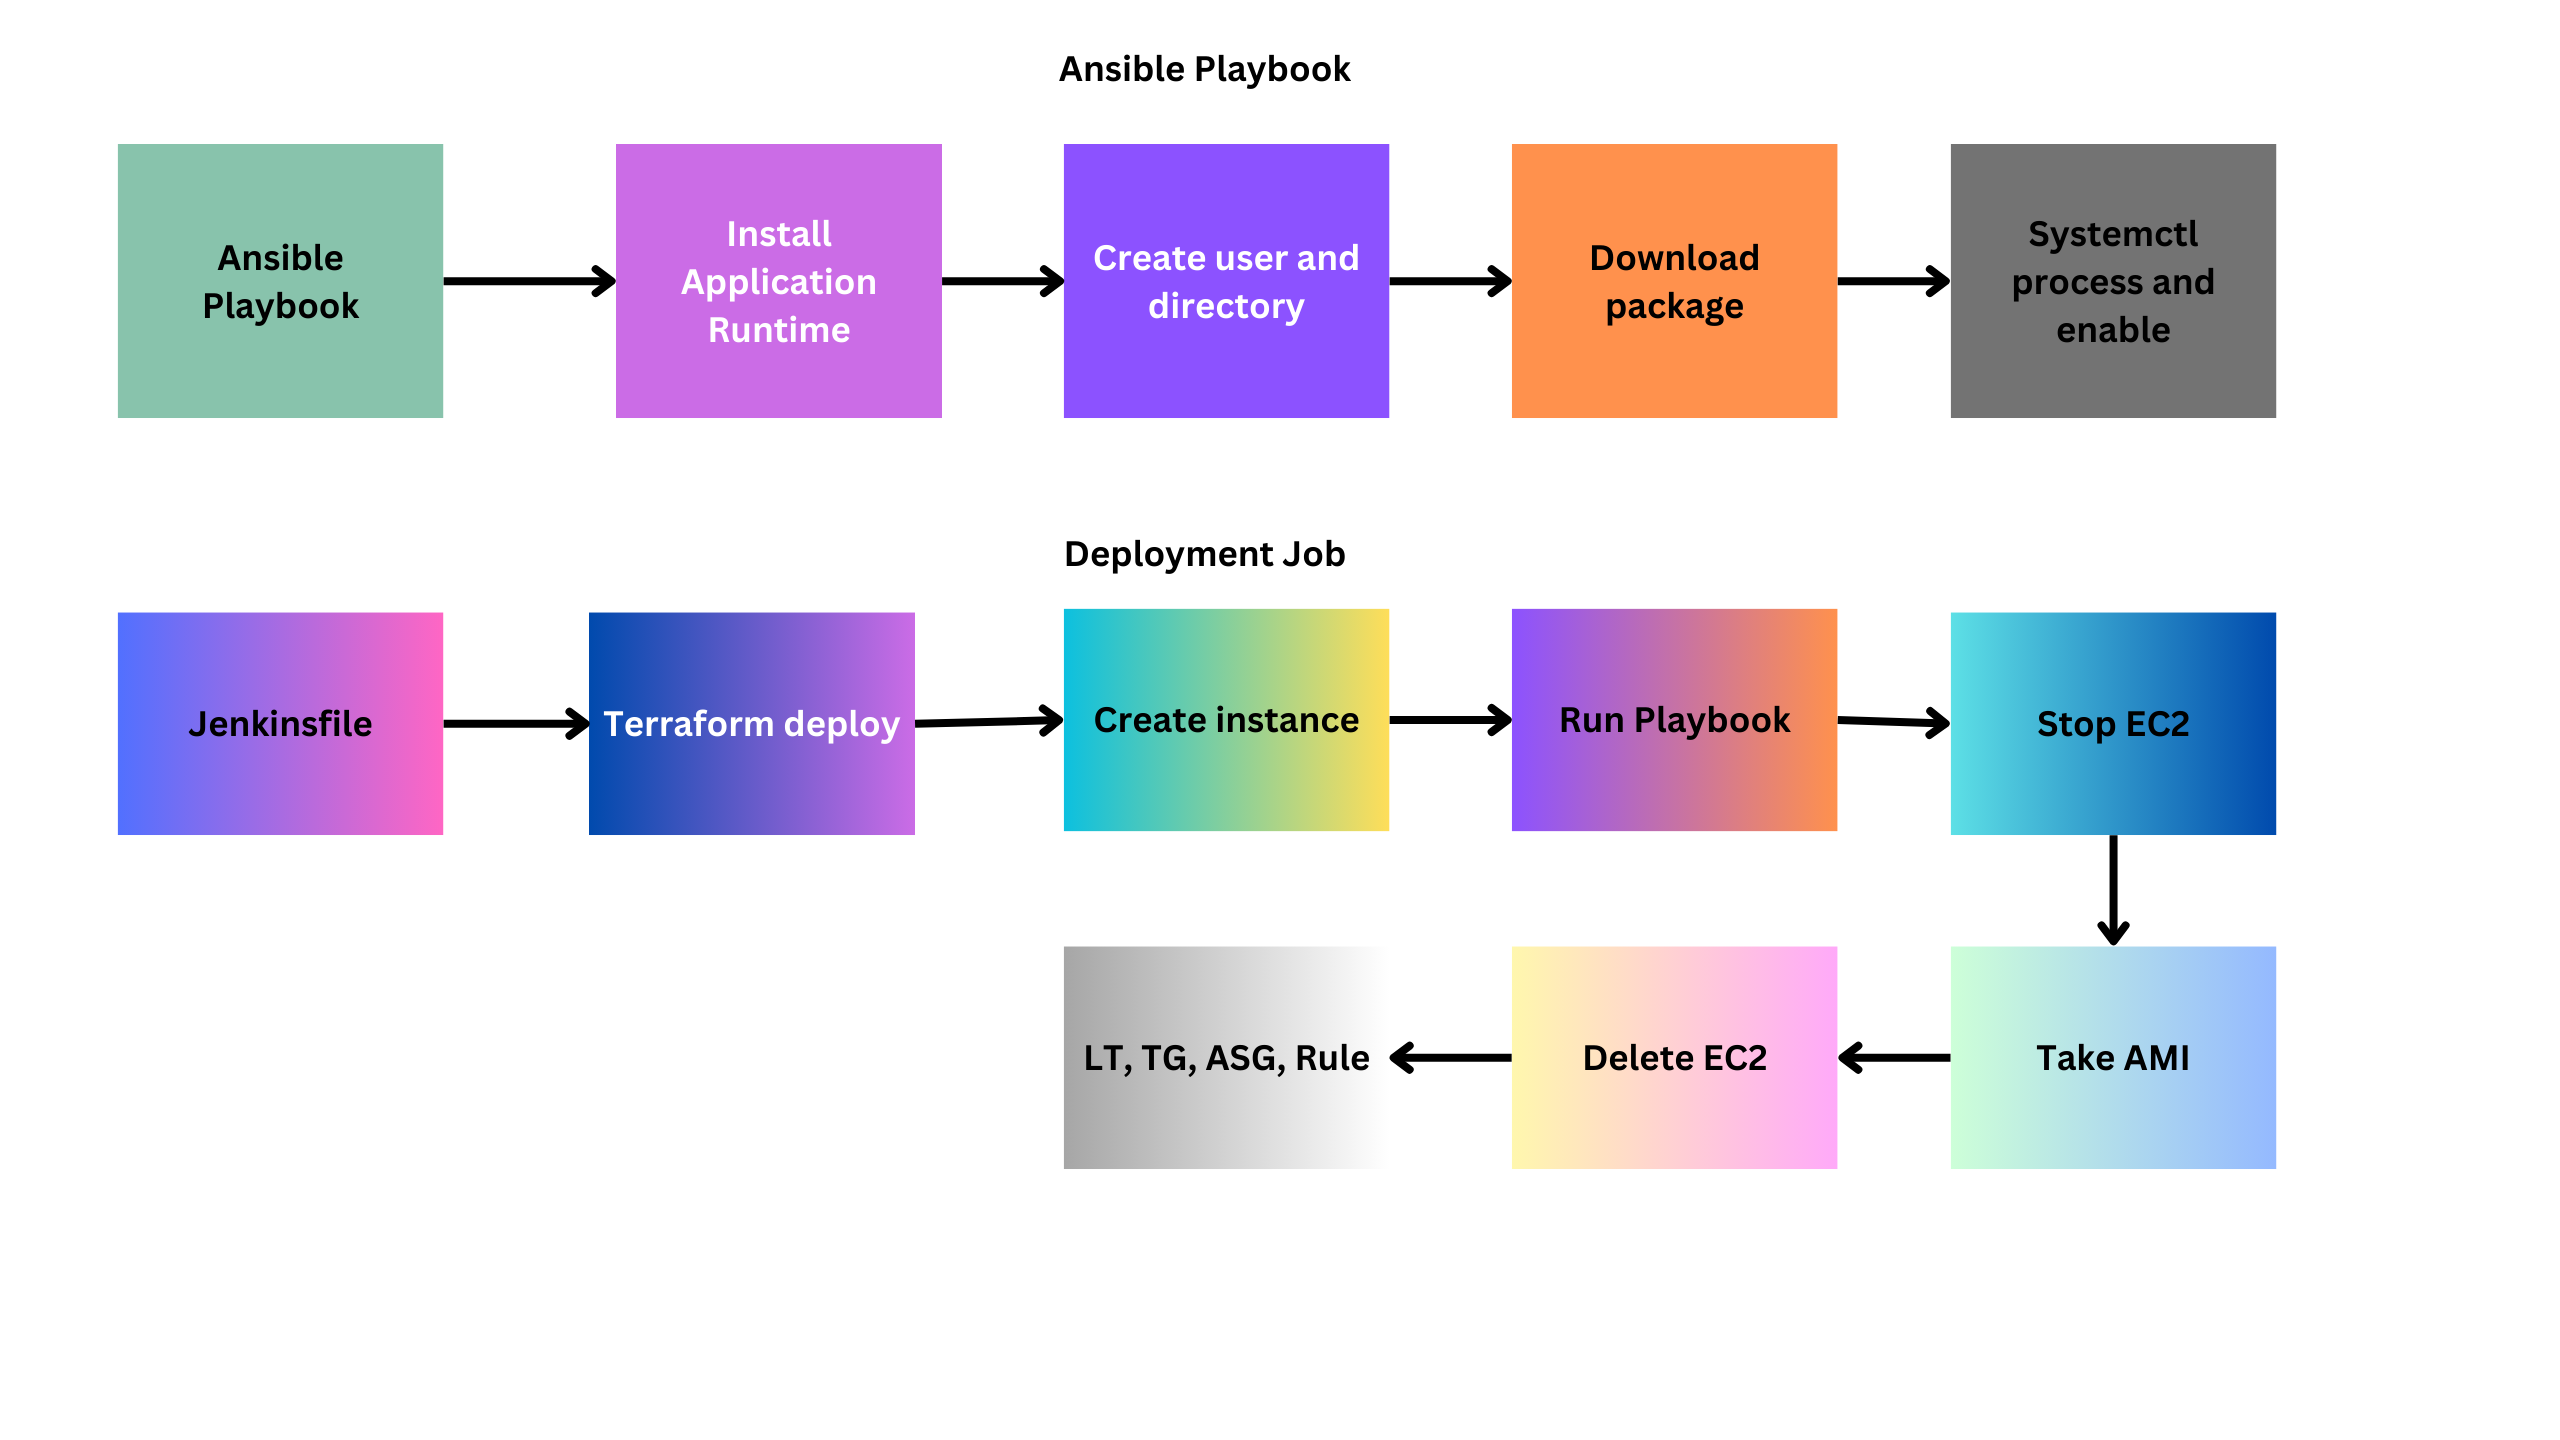 Ansible Playbook
Ansible
Playbook
Install
Application
Runtime
Create user and
directory
Download
package
Systemctl
process and
enable
Deployment Job
Jenkinsfile
Terraform deploy
Create instance
Run Playbook
Stop EC2
LT, TG, ASG, Rule
Delete EC2
Take AMI